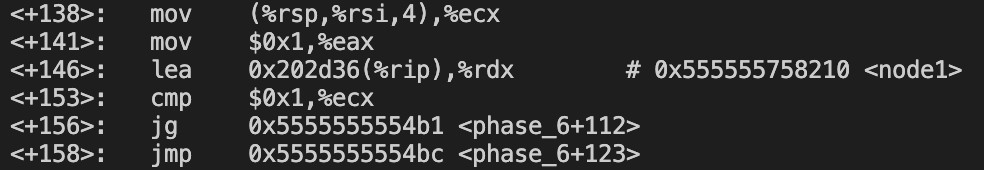 <+138>: mov (%rsp,%rsi,4),%ecx
<+141>: mov $0x1,%eax
<+146>: lea 0x202d36(%rip),%rdx # 0x555555758210 <node1>
<+153>: cmp $0x1,%ecx
<+156>: jg 0x5555555554b1 <phase_6+112>
<+158>: jmp 0x5555555554bc <phase_6+123>